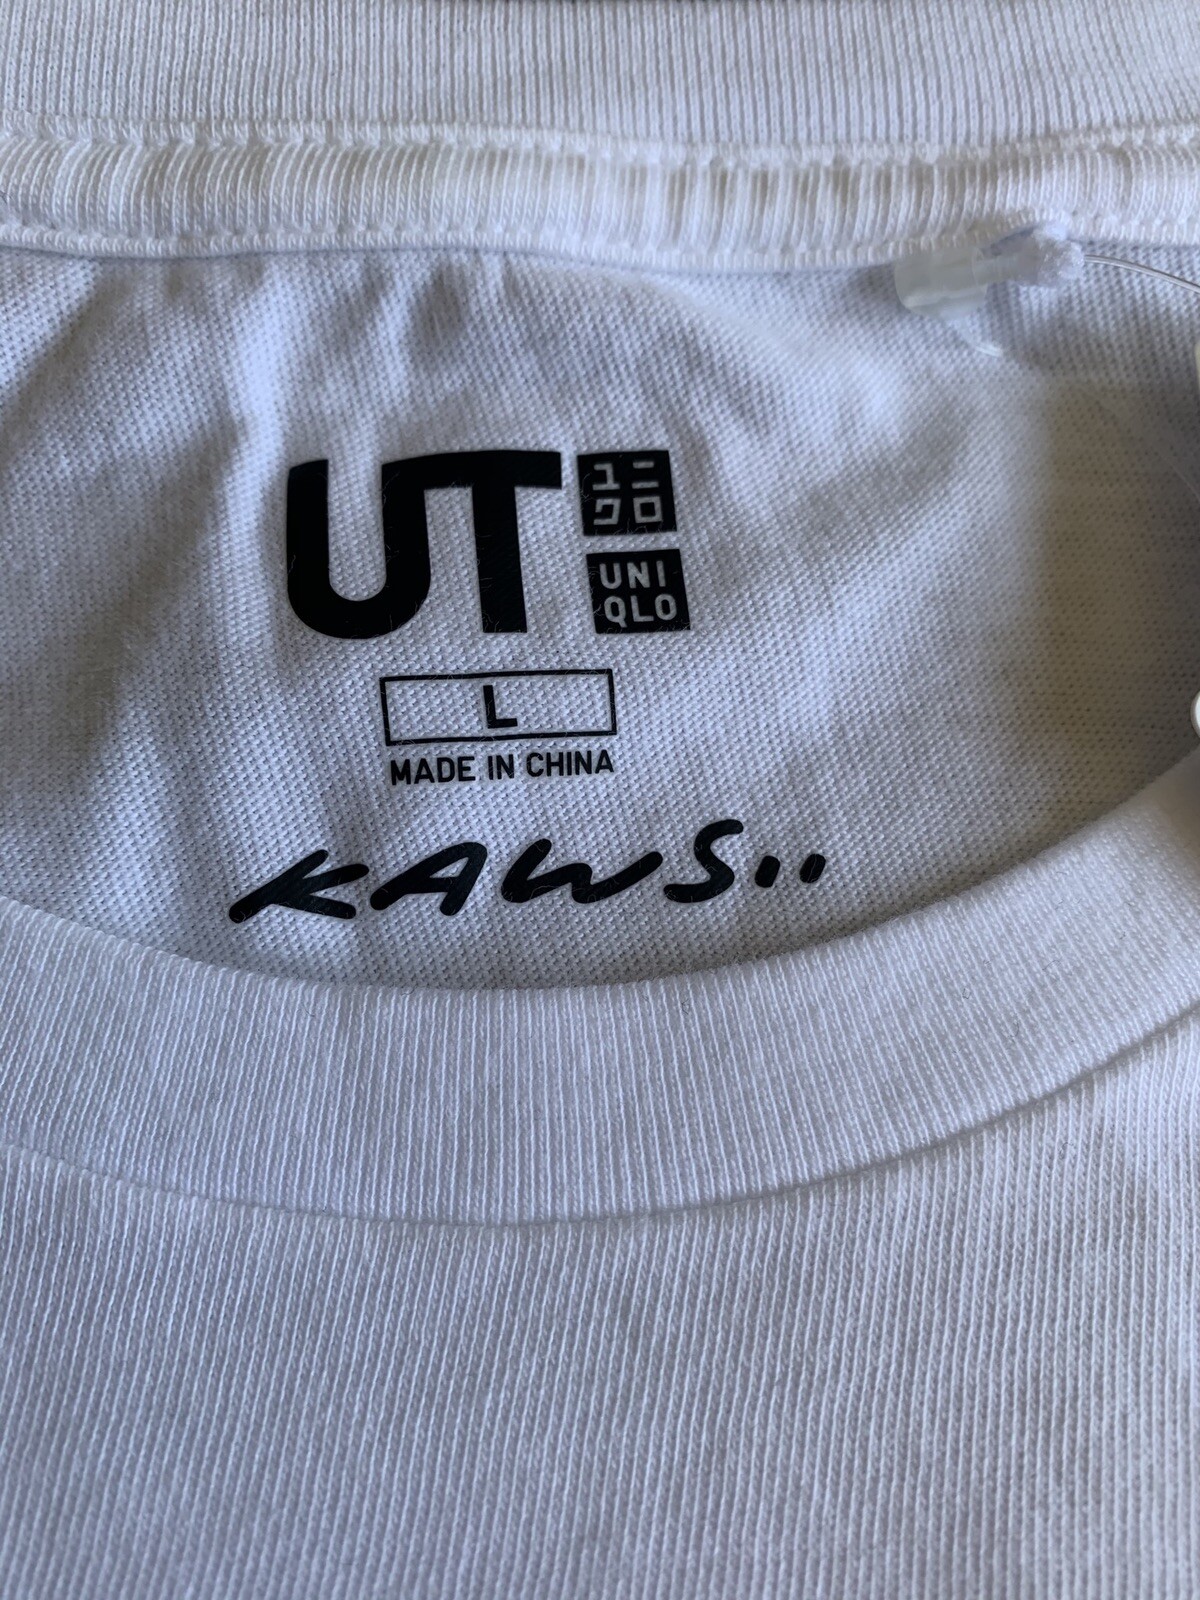 UT
ユニ
クロ
UNI
QLO
L
MADE IN CHINA
KAWS..